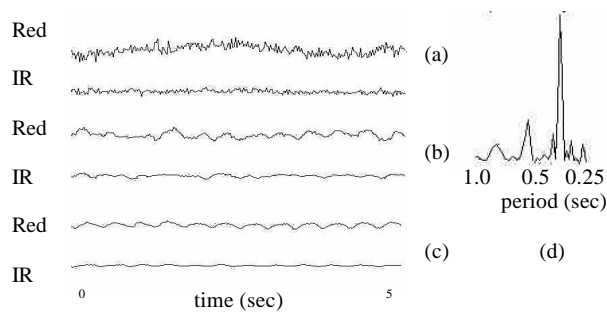 Red
(a)
IR
Red
(b)
IR
1.0 0.5 0.25
period (sec)
Red
(c)
(d)
IR
0 time (sec) 5